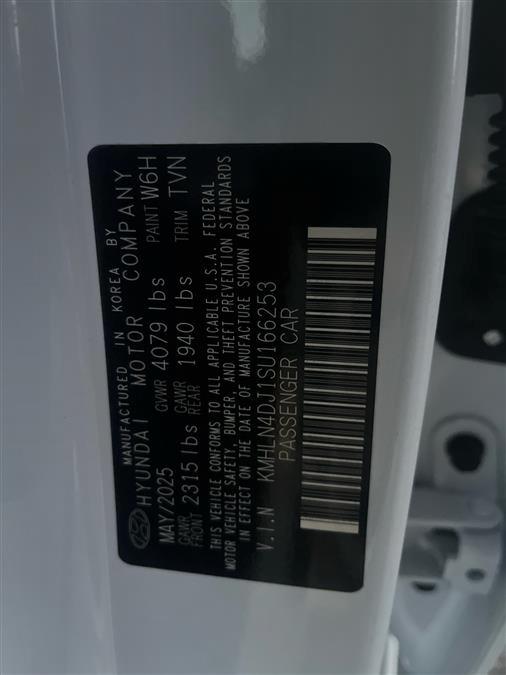 MANUFACTURED IN KOREA BY
HYUNDAI MOTOR COMPANY
MAY/2025 GVWR 4079 lbs PAINT W6H
GAWR FRONT 2315 lbs GAWR REAR 1940 lbs TRIM TVN
THIS VEHICLE CONFORMS TO ALL APPLICABLE U.S.A. FEDERAL
MOTOR VEHICLE SAFETY, BUMPER, AND THEFT PREVENTION STANDARDS
IN EFFECT ON THE DATE OF MANUFACTURE SHOWN ABOVE
V.I.N KMHLN4DJ1SU166253
PASSENGER CAR